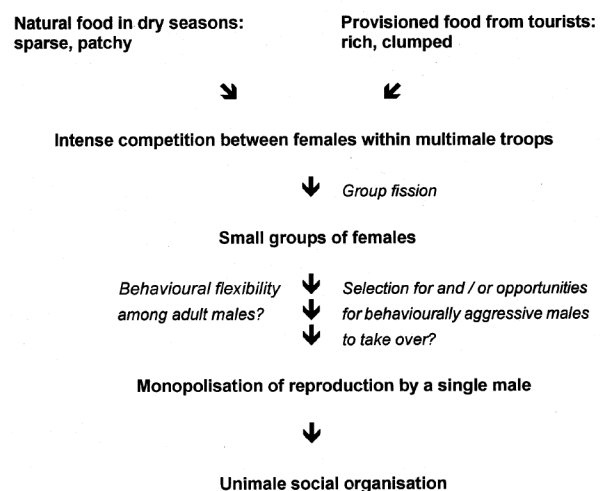 Natural food in dry seasons:
sparse, patchy
Provisioned food from tourists:
rich, clumped
Intense competition between females within multimale troops
Group fission
Small groups of females
Behavioural flexibility
among adult males?
Selection for and / or opportunities
for behaviourally aggressive males
to take over?
Monopolisation of reproduction by a single male
Unimale social organisation